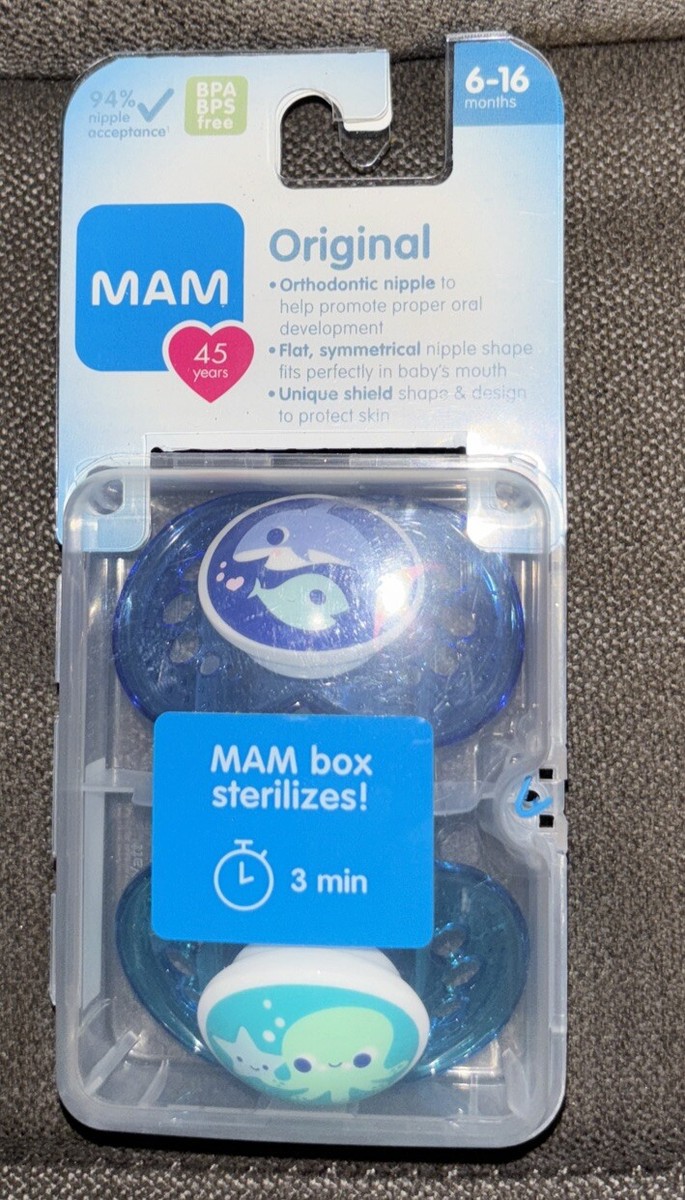 94%
nipple
acceptance¹
BPA
BPS
free
6-16
months
MAM
45
years
Original
• Orthodontic nipple to
help promote proper oral
development
• Flat, symmetrical nipple shape
fits perfectly in baby's mouth
• Unique shield shape & design
to protect skin
MAM box
sterilizes!
3 min